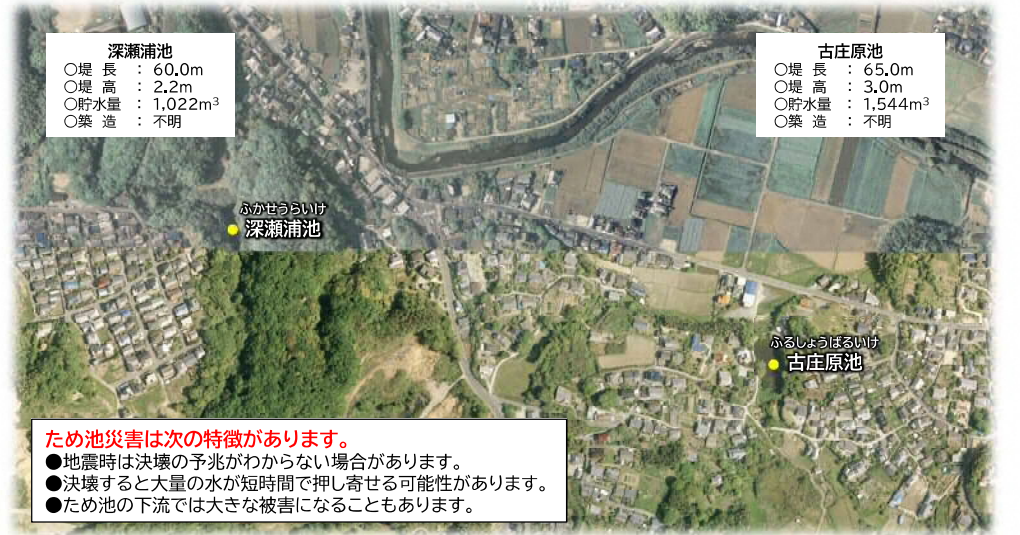 深瀬浦池
○堤 長 : 60.0m
○堤 高 : 2.2m
○貯水量 : 1,022m³
○築 造 : 不明
古庄原池
○堤 長 : 65.0m
○堤 高 : 3.0m
○貯水量 : 1,544m³
○築 造 : 不明
ふかせうらいけ
深瀬浦池
ふるしょうばるいけ
古庄原池
ため池災害は次の特徴があります。
●地震時は決壊の予兆がわからない場合があります。
●決壊すると大量の水が短時間で押し寄せる可能性があります。
●ため池の下流では大きな被害になることもあります。